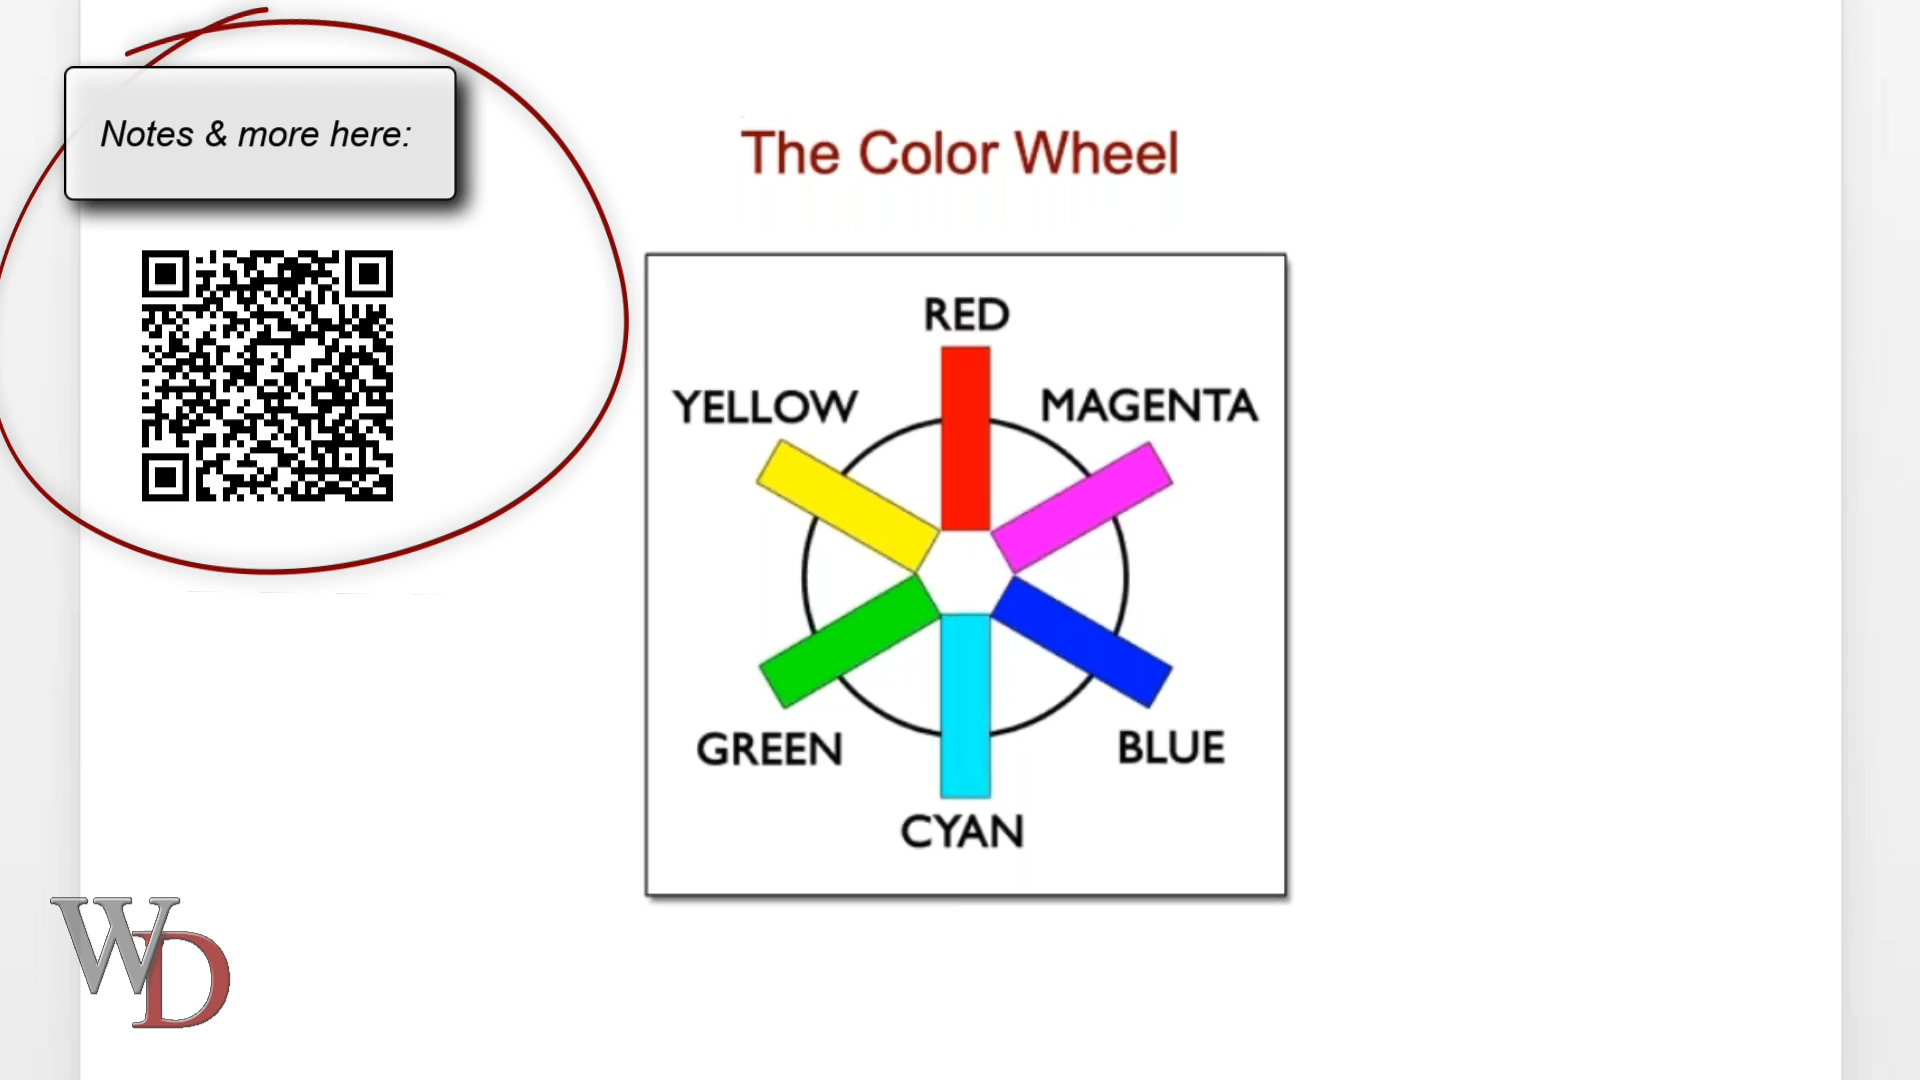 Notes & more here:
The Color Wheel
RED
YELLOW
MAGENTA
GREEN
BLUE
CYAN
WD